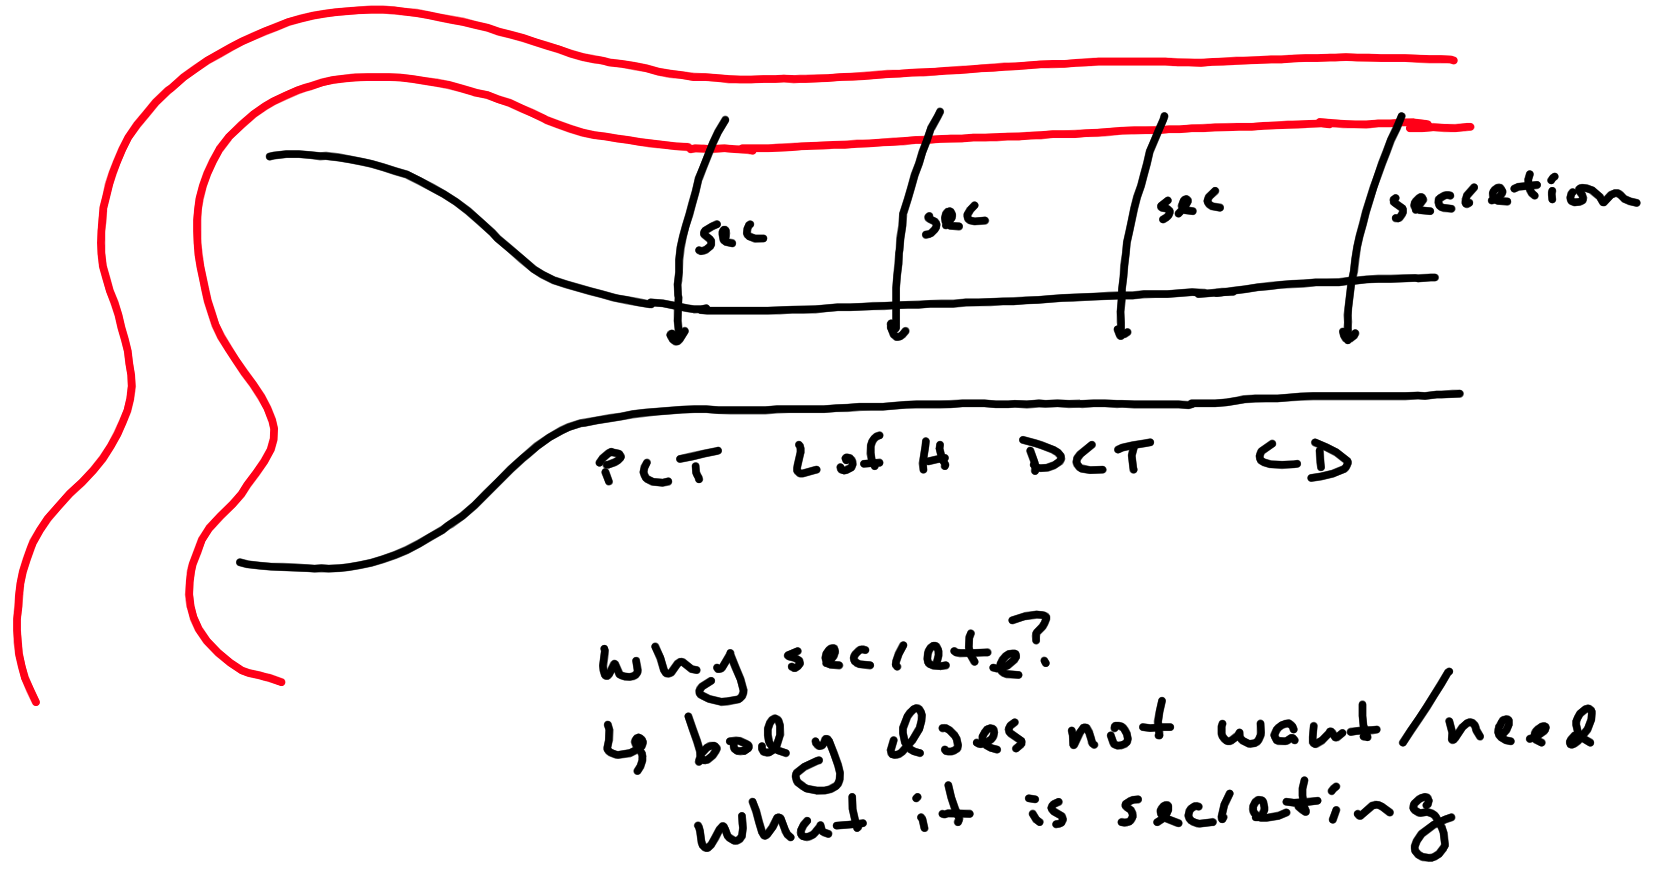 sec sec sec secretion
PCT L of H DCT CD
why secrete?
↳ body does not want/need
what it is secreting